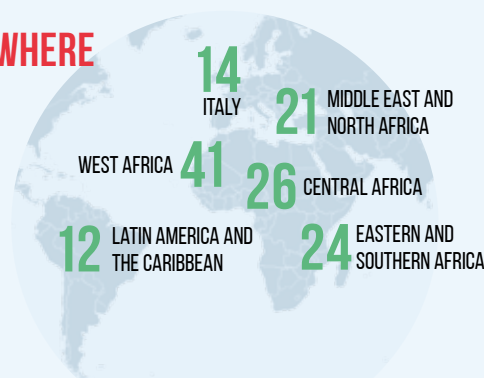 WHERE
14
ITALY
21 MIDDLE EAST AND
NORTH AFRICA
WEST AFRICA 41
26 CENTRAL AFRICA
12 LATIN AMERICA AND
THE CARIBBEAN
24 EASTERN AND
SOUTHERN AFRICA